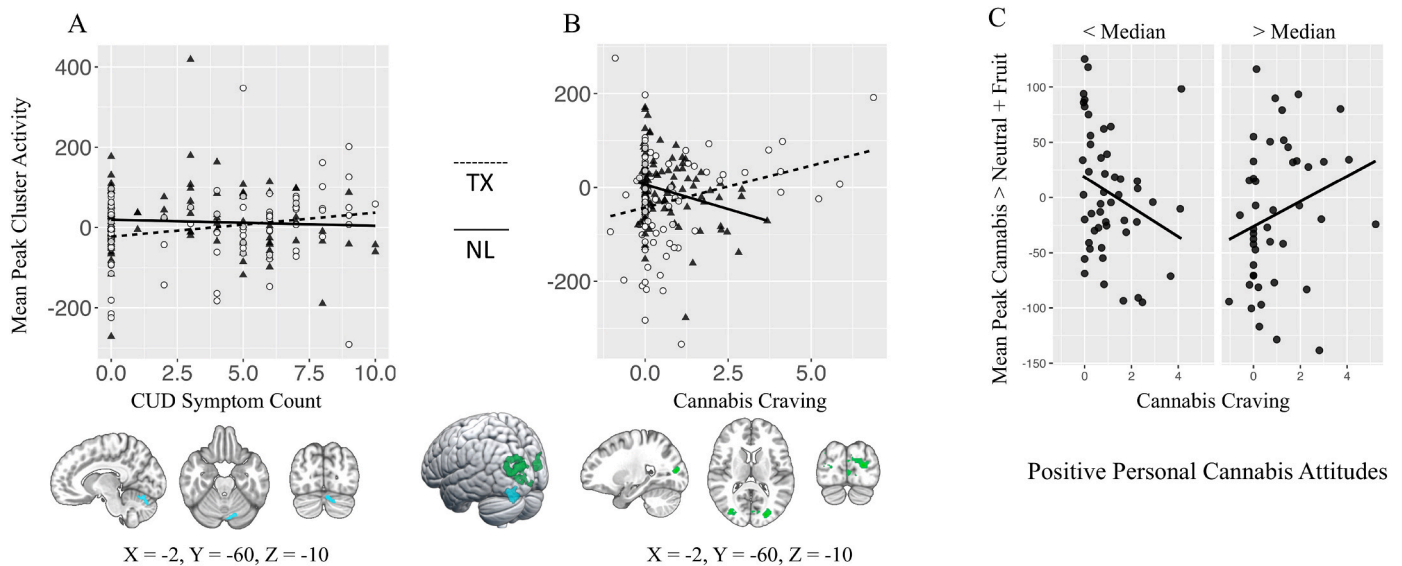 A
B
C
< Median
> Median
Mean Peak Cluster Activity
400
200
0
-200
0.0
2.5
5.0
7.5
10.0
CUD Symptom Count
TX
NL
200
0
-200
0.0
2.5
5.0
Cannabis Craving
Mean Peak Cannabis > Neutral + Fruit
100
50
0
-50
-100
-150
0
2
4
0
2
4
Cannabis Craving
Positive Personal Cannabis Attitudes
X = -2, Y = -60, Z = -10
X = -2, Y = -60, Z = -10